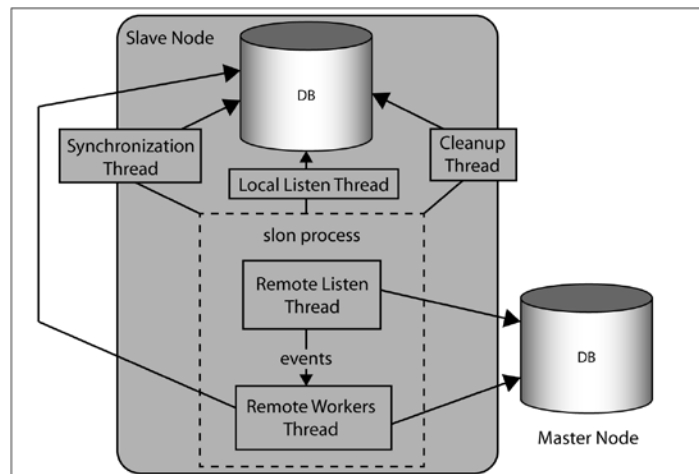 Slave Node
DB
Synchronization
Thread
Cleanup
Thread
Local Listen Thread
slon process
Remote Listen
Thread
events
Remote Workers
Thread
DB
Master Node